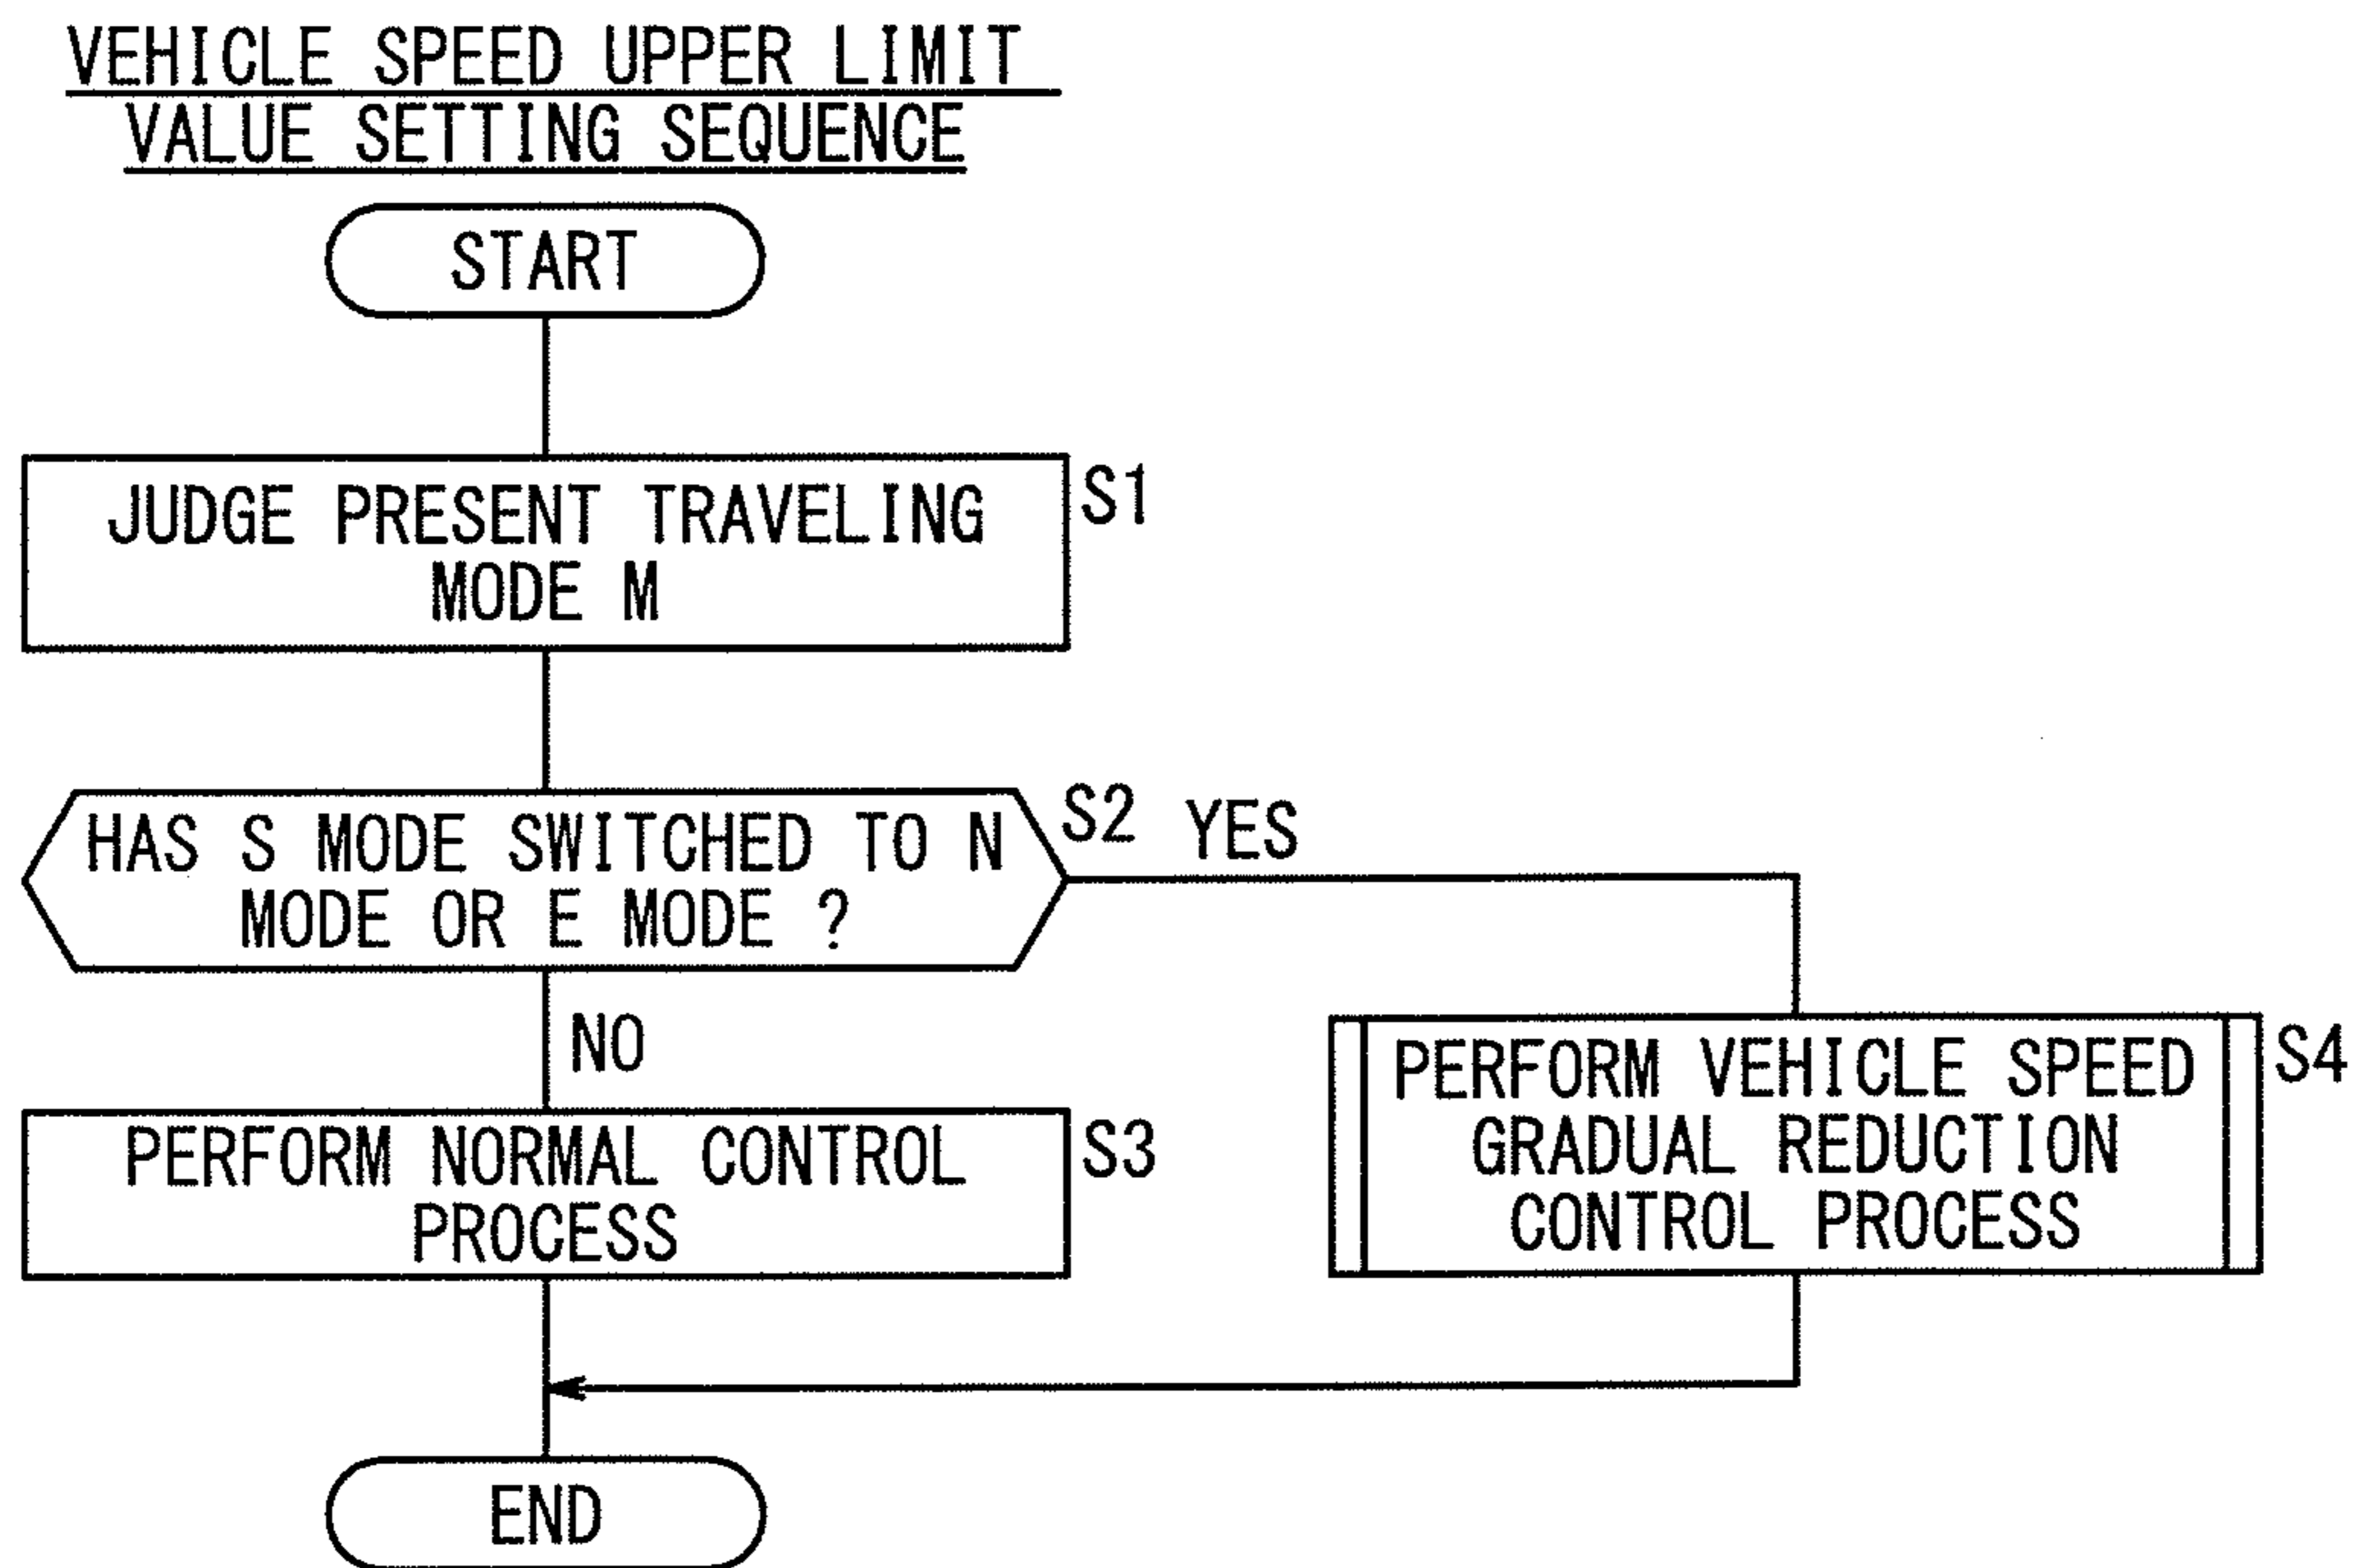 VEHICLE SPEED UPPER LIMIT
VALUE SETTING SEQUENCE
START
JUDGE PRESENT TRAVELING
MODE M
S1
HAS S MODE SWITCHED TO N
MODE OR E MODE ?
S2
YES
NO
PERFORM NORMAL CONTROL
PROCESS
S3
PERFORM VEHICLE SPEED
GRADUAL REDUCTION
CONTROL PROCESS
S4
END